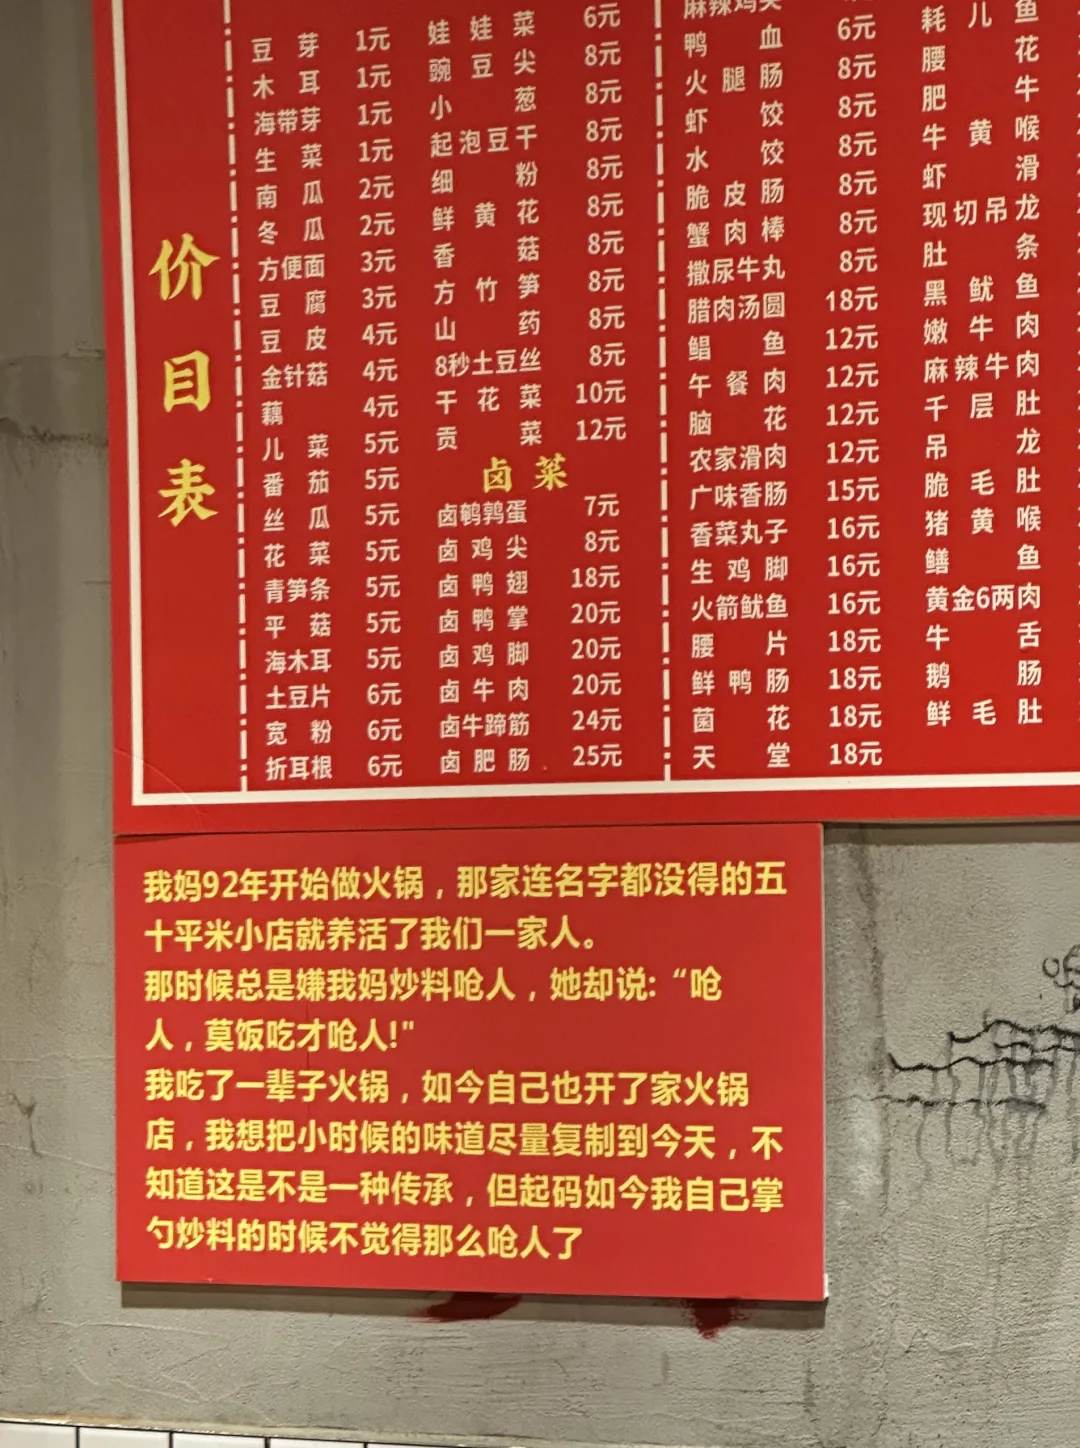 价目表
豆芽 1元
木耳 1元
海带芽 1元
生菜 1元
南瓜 2元
冬瓜 2元
方便面 3元
豆腐 3元
豆皮 4元
金针菇 4元
藕 4元
儿菜 5元
番茄 5元
丝瓜 5元
花菜 5元
青笋条 5元
平菇 5元
海木耳 5元
土豆片 6元
宽粉 6元
折耳根 6元
娃娃菜 6元
豌豆尖 8元
小葱 8元
起泡豆干 8元
细粉 8元
鲜黄花 8元
香菇 8元
方竹笋 8元
山药 8元
8秒土豆丝 8元
干花菜 10元
贡菜 12元
卤菜
卤鹌鹑蛋 7元
卤鸡尖 8元
卤鸭翅 18元
卤鸭掌 20元
卤鸡脚 20元
卤牛肉 20元
卤牛蹄筋 24元
卤肥肠 25元
麻辣鸡尖
鸭血 6元
火腿肠 8元
虾饺 8元
水饺 8元
脆皮肠 8元
蟹肉棒 8元
撒尿牛丸 8元
腊肉汤圆 18元
鲳鱼 12元
午餐肉 12元
脑花 12元
农家滑肉 12元
广味香肠 15元
香菜丸子 16元
生鸡脚 16元
火箭鱿鱼 16元
腰片 18元
鲜鸭肠 18元
菌花 18元
天堂 18元
耗儿鱼
腰花
肥牛
牛黄喉
虾滑
现切吊龙
肚条
黑鱿鱼
嫩牛肉
麻辣牛肉
千层肚
吊龙
脆毛肚
猪黄喉
鳝鱼
黄金6两肉
牛舌
鹅肠
鲜毛肚
我妈92年开始做火锅，那家连名字都没得的五
十平米小店就养活了我们一家人。
那时候总是嫌我妈炒料呛人，她却说:“呛
人，莫饭吃才呛人!"
我吃了一辈子火锅，如今自己也开了家火锅
店，我想把小时候的味道尽量复制到今天，不
知道这是不是一种传承，但起码如今我自己掌
勺炒料的时候不觉得那么呛人了